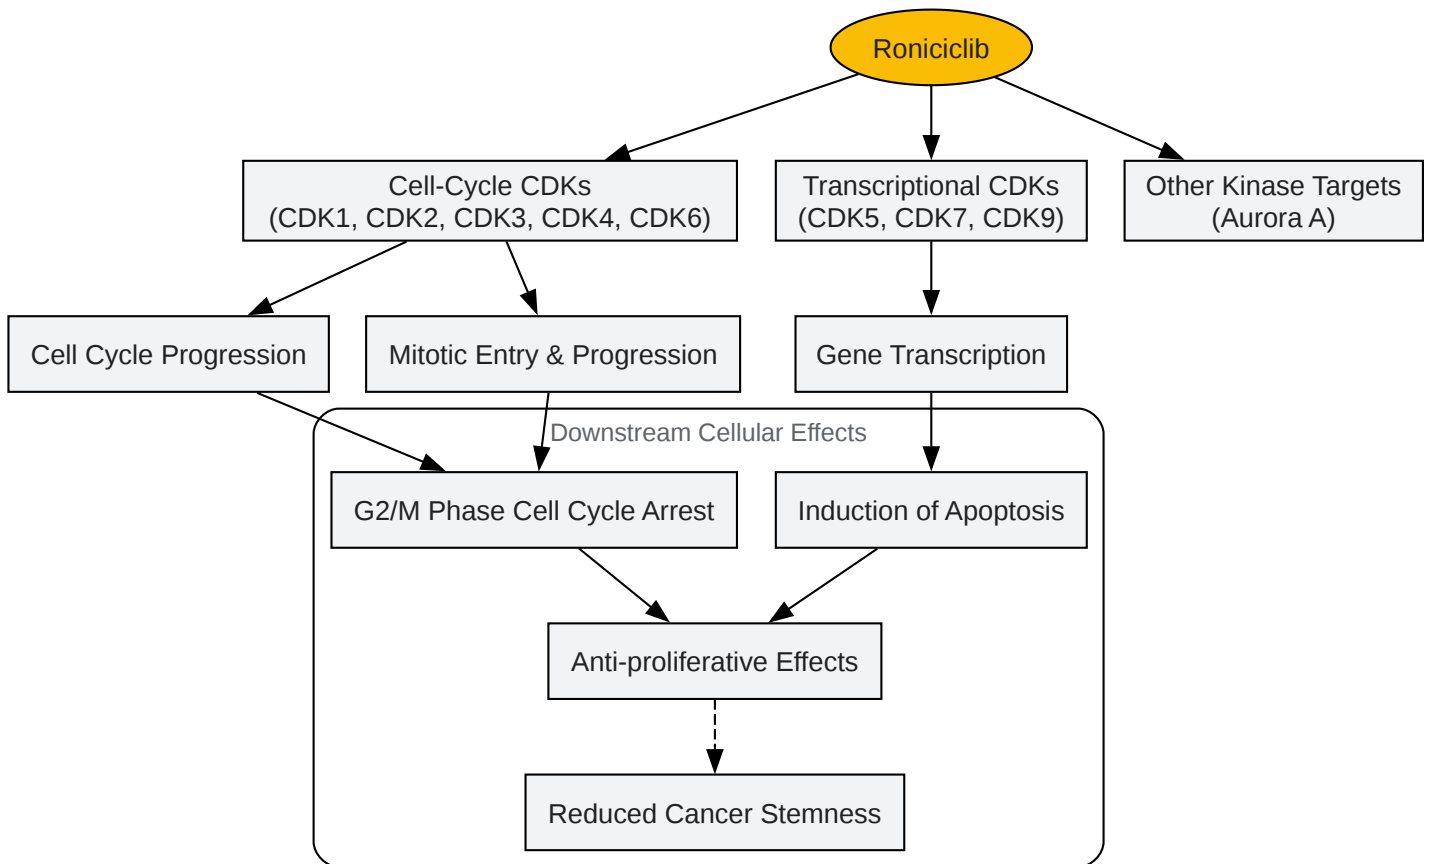 Roniciclib
Cell-Cycle CDKs
(CDK1, CDK2, CDK3, CDK4, CDK6)
Transcriptional CDKs
(CDK5, CDK7, CDK9)
Other Kinase Targets
(Aurora A)
Cell Cycle Progression
Mitotic Entry & Progression
Gene Transcription
Downstream Cellular Effects
G2/M Phase Cell Cycle Arrest
Induction of Apoptosis
Anti-proliferative Effects
Reduced Cancer Stemness